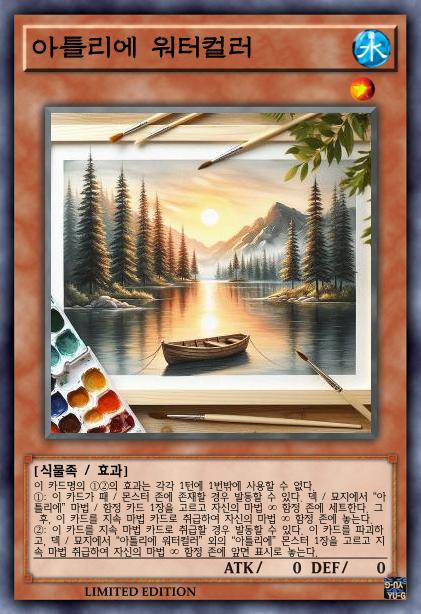 아틀리에 워터컬러
水
[식물족 / 효과]
이 카드명의 ①②의 효과는 각각 1턴에 1번밖에 사용할 수 없다.
①: 이 카드가 패 / 몬스터 존에 존재할 경우 발동할 수 있다. 덱 / 묘지에서 “아
틀리에” 마법 / 함정 카드 1장을 고르고 자신의 마법 ∞ 함정 존에 세트한다. 그
후, 이 카드를 지속 마법 카드로 취급하여 자신의 마법 ∞ 함정 존에 놓는다.
②: 이 카드를 지속 마법 카드로 취급할 경우 발동할 수 있다. 이 카드를 파괴하
고, 덱 / 묘지에서 “아틀리에 워터컬러” 외의 “아틀리에” 몬스터 1장을 고르고 지
속 마법 취급하여 자신의 마법 ∞ 함정 존에 앞면 표시로 놓는다.
ATK/ 0 DEF/ 0
LIMITED EDITION